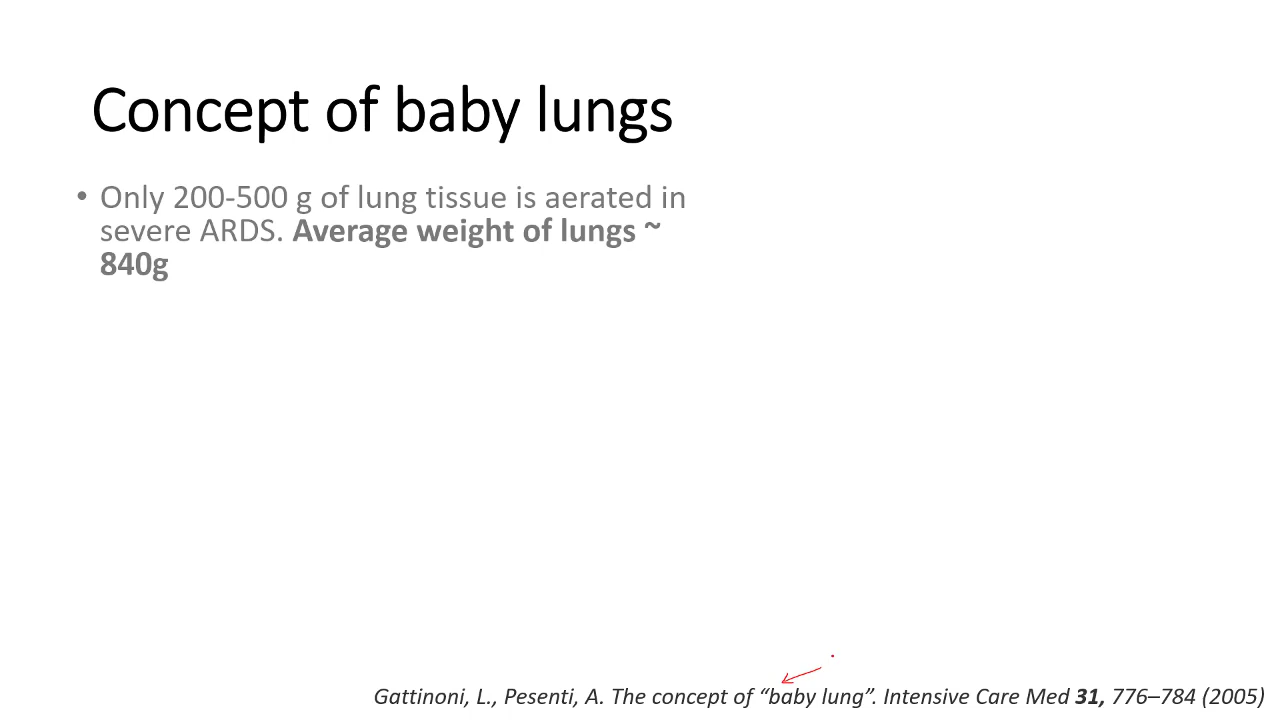 Concept of baby lungs
• Only 200-500 g of lung tissue is aerated in
severe ARDS. Average weight of lungs ~
840g
Gattinoni, L., Pesenti, A. The concept of “baby lung”. Intensive Care Med 31, 776–784 (2005)